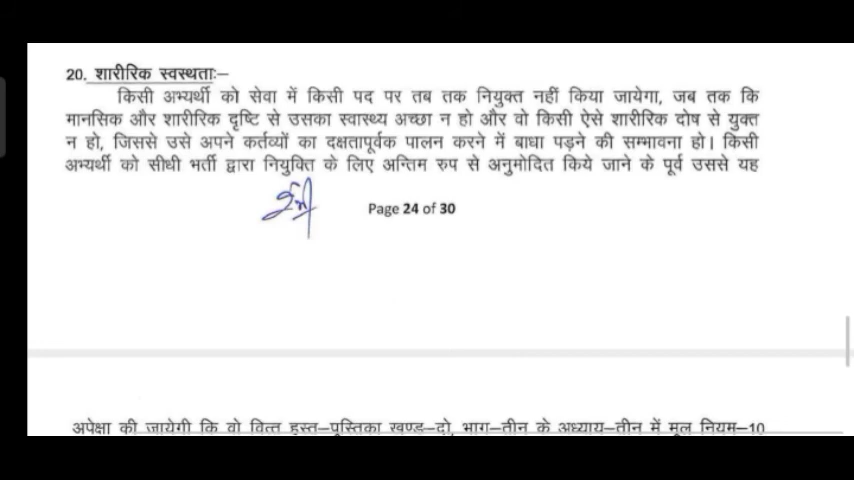 20. शारीरिक स्वस्थताः–
किसी अभ्यर्थी को सेवा में किसी पद पर तब तक नियुक्त नहीं किया जायेगा, जब तक कि
मानसिक और शारीरिक दृष्टि से उसका स्वास्थ्य अच्छा न हो और वो किसी ऐसे शारीरिक दोष से युक्त
न हो, जिससे उसे अपने कर्तव्यों का दक्षतापूर्वक पालन करने में बाधा पड़ने की सम्भावना हो। किसी
अभ्यर्थी को सीधी भर्ती द्वारा नियुक्ति के लिए अन्तिम रुप से अनुमोदित किये जाने के पूर्व उससे यह
Page 24 of 30
अपेक्षा की जायेगी कि वो वित्त हस्त–पुस्तिका खण्ड–दो, भाग–तीन के अध्याय–तीन में मूल नियम–10